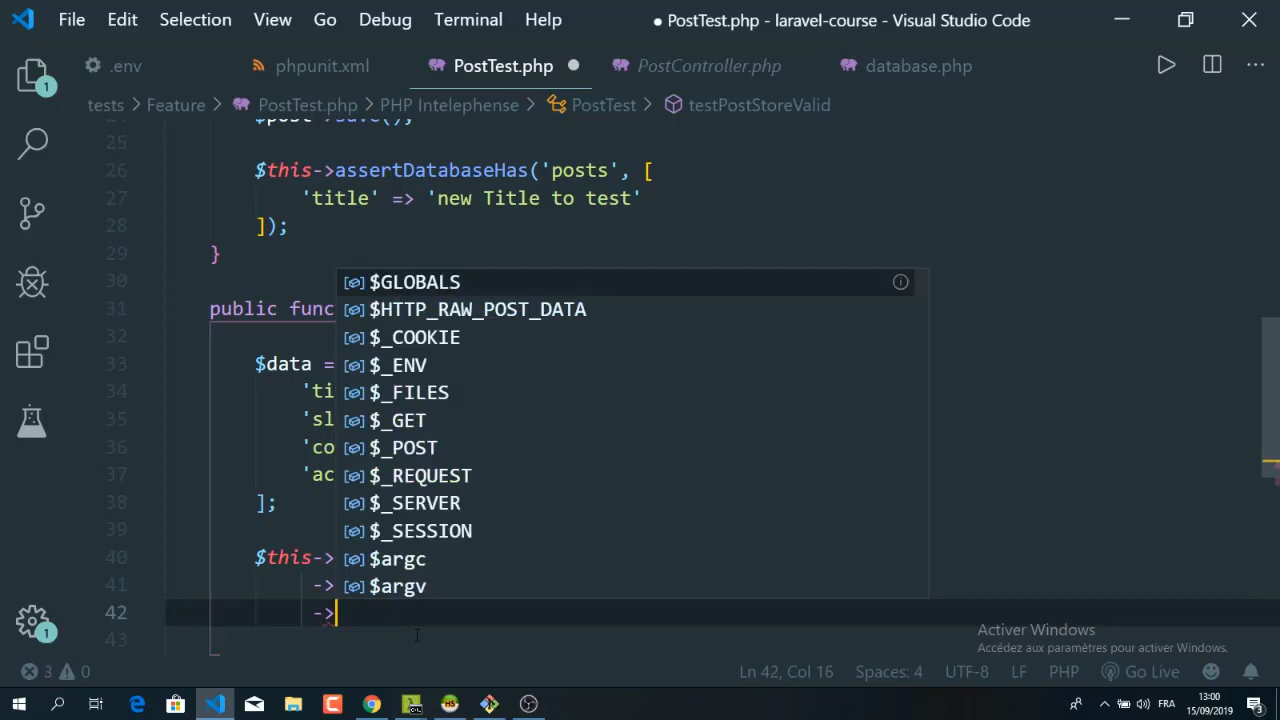 File Edit Selection View Go Debug Terminal Help
● PostTest.php - laravel-course - Visual Studio Code
.env phpunit.xml PostTest.php PostController.php database.php
tests > Feature > PostTest.php > PHP Intelephense > PostTest > testPostStoreValid
25
26 $this->assertDatabaseHas('posts', [
27 'title' => 'new Title to test'
28 ]);
29 }
30
31 public func
32
33 $data =
34 'ti
35 'sl
36 'co
37 'ac
38 ];
39
40 $this->
41 ->
42 ->
43
$GLOBALS
$HTTP_RAW_POST_DATA
$_COOKIE
$_ENV
$_FILES
$_GET
$_POST
$_REQUEST
$_SERVER
$_SESSION
$argc
$argv
1
1
Activer Windows
Accédez aux paramètres pour activer Windows.
3 0 Ln 42, Col 16 Spaces: 4 UTF-8 LF PHP Go Live
FRA
13:00
15/09/2019
3